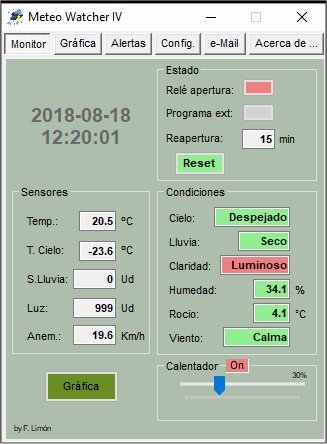 Meteo Watcher IV
Monitor Gráfica Alertas Config. e-Mail Acerca de ...
2018-08-18
12:20:01
Estado
Relé apertura:
Programa ext:
Reapertura: 15 min
Reset
Sensores
Temp.: 20.5 ºC
T. Cielo: -23.6 ºC
S.Lluvia: 0 Ud
Luz: 999 Ud
Anem.: 19.6 Km/h
Condiciones
Cielo: Despejado
Lluvia: Seco
Claridad: Luminoso
Humedad: 34.1 %
Rocio: 4.1 °C
Viento: Calma
Calentador On
30%
Gráfica
by F. Limón